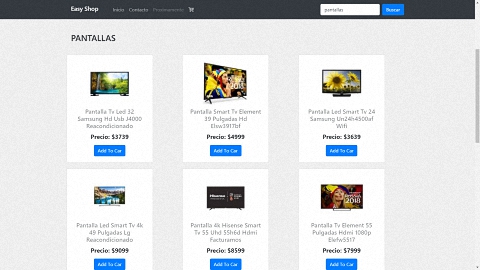 Easy Shop
Inicio Contacto
pantallas
Buscar
PANTALLAS
Pantalla Tv Led 32
Samsung Hd Usb J4000
Reacondicionado
Precio: $3739
Add To Car
Pantalla Smart Tv Element
39 Pulgadas Hd
Elsw3917bf
Precio: $4999
Add To Car
Pantalla Led Smart Tv 24
Samsung Un24h4500af
Wifi
Precio: $3639
Add To Car
Pantalla Led Smart Tv 4k
49 Pulgadas Lg
Reacondicionado
Precio: $9099
Add To Car
Hisense
Pantalla 4k Hisense Smart
Tv 55 Uhd 55h6d Hdmi
Facturamos
Precio: $8599
Add To Car
2018
Pantalla Tv Element 55
Pulgadas Hdmi 1080p
Elefw5517
Precio: $7999
Add To Car